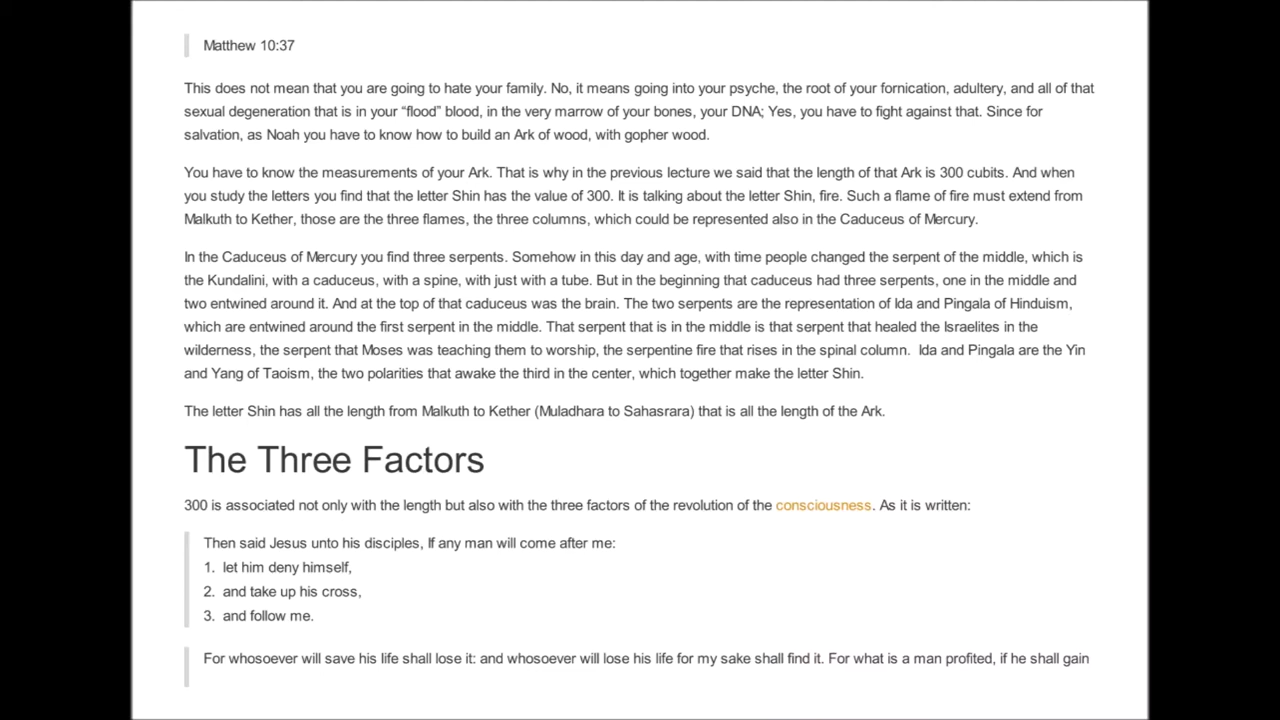 Matthew 10:37
This does not mean that you are going to hate your family. No, it means going into your psyche, the root of your fornication, adultery, and all of that
sexual degeneration that is in your “flood” blood, in the very marrow of your bones, your DNA; Yes, you have to fight against that. Since for
salvation, as Noah you have to know how to build an Ark of wood, with gopher wood.
You have to know the measurements of your Ark. That is why in the previous lecture we said that the length of that Ark is 300 cubits. And when
you study the letters you find that the letter Shin has the value of 300. It is talking about the letter Shin, fire. Such a flame of fire must extend from
Malkuth to Kether, those are the three flames, the three columns, which could be represented also in the Caduceus of Mercury.
In the Caduceus of Mercury you find three serpents. Somehow in this day and age, with time people changed the serpent of the middle, which is
the Kundalini, with a caduceus, with a spine, with just with a tube. But in the beginning that caduceus had three serpents, one in the middle and
two entwined around it. And at the top of that caduceus was the brain. The two serpents are the representation of Ida and Pingala of Hinduism,
which are entwined around the first serpent in the middle. That serpent that is in the middle is that serpent that healed the Israelites in the
wilderness, the serpent that Moses was teaching them to worship, the serpentine fire that rises in the spinal column.  Ida and Pingala are the Yin
and Yang of Taoism, the two polarities that awake the third in the center, which together make the letter Shin.
The letter Shin has all the length from Malkuth to Kether (Muladhara to Sahasrara) that is all the length of the Ark.
The Three Factors
300 is associated not only with the length but also with the three factors of the revolution of the consciousness. As it is written:
Then said Jesus unto his disciples, If any man will come after me:
1. let him deny himself,
2. and take up his cross,
3. and follow me.
For whosoever will save his life shall lose it: and whosoever will lose his life for my sake shall find it. For what is a man profited, if he shall gain